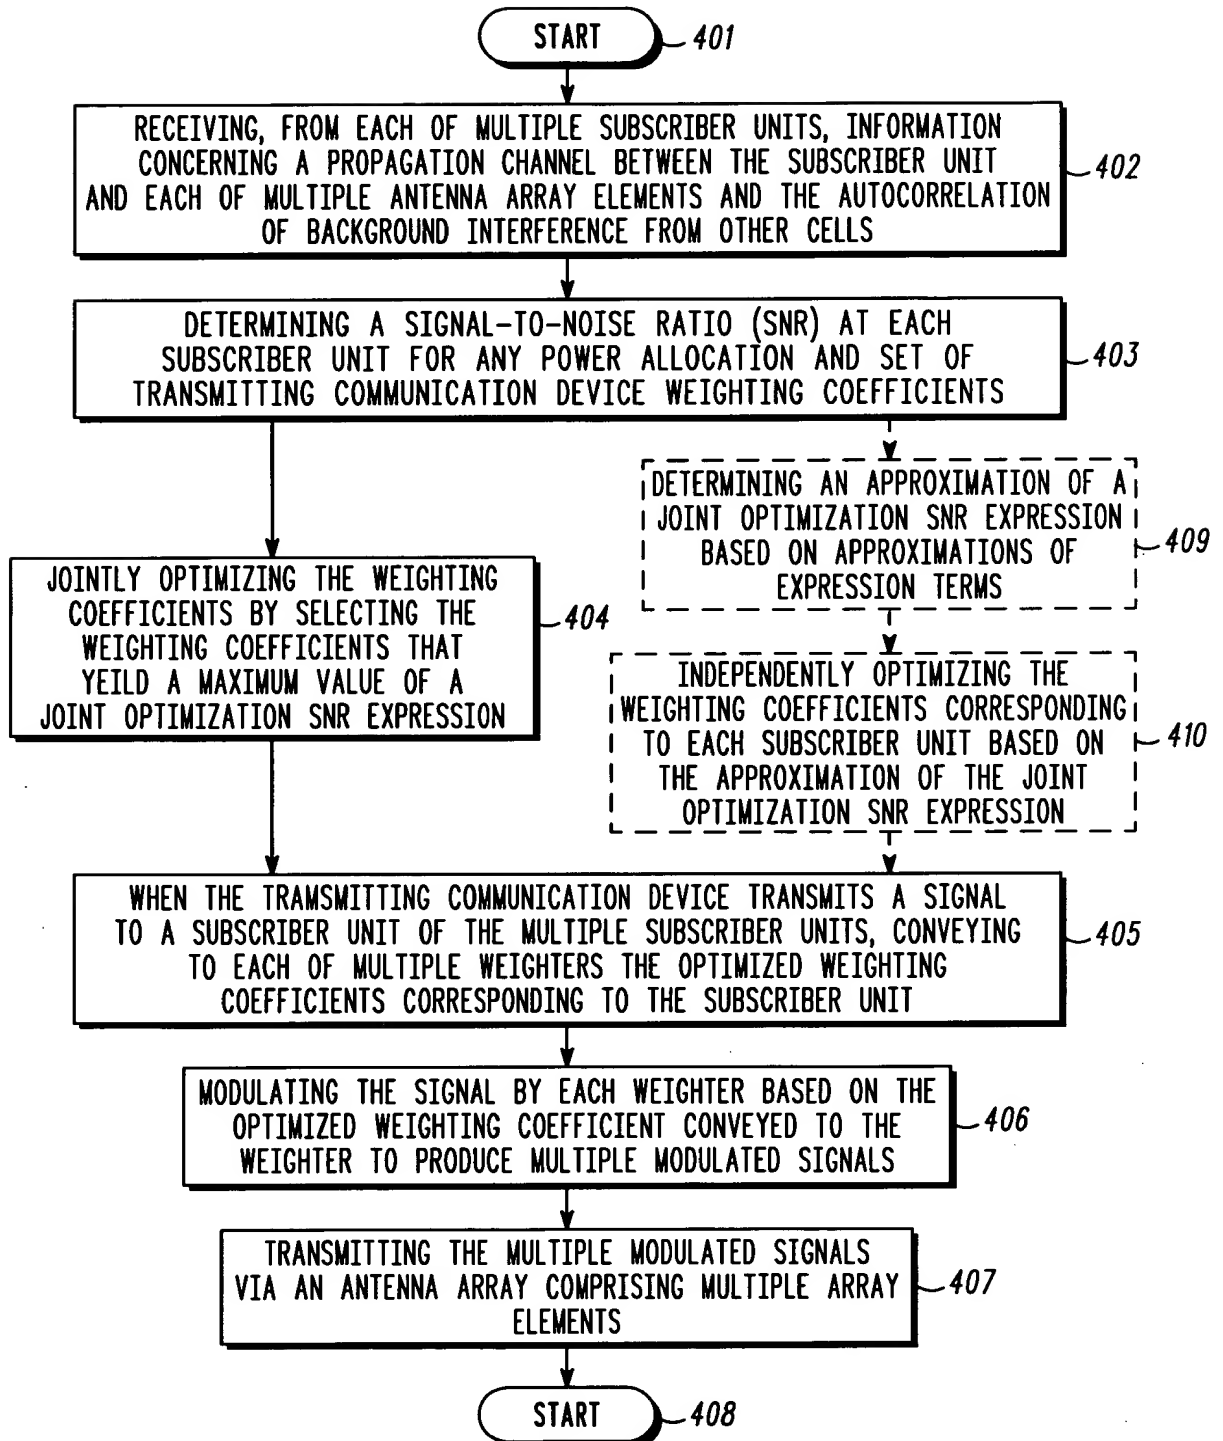 START
401
RECEIVING, FROM EACH OF MULTIPLE SUBSCRIBER UNITS, INFORMATION
CONCERNING A PROPAGATION CHANNEL BETWEEN THE SUBSCRIBER UNIT
AND EACH OF MULTIPLE ANTENNA ARRAY ELEMENTS AND THE AUTOCORRELATION
OF BACKGROUND INTERFERENCE FROM OTHER CELLS
402
DETERMINING A SIGNAL-TO-NOISE RATIO (SNR) AT EACH
SUBSCRIBER UNIT FOR ANY POWER ALLOCATION AND SET OF
TRANSMITTING COMMUNICATION DEVICE WEIGHTING COEFFICIENTS
403
JOINTLY OPTIMIZING THE WEIGHTING
COEFFICIENTS BY SELECTING THE
WEIGHTING COEFFICIENTS THAT
YEILD A MAXIMUM VALUE OF A
JOINT OPTIMIZATION SNR EXPRESSION
404
DETERMINING AN APPROXIMATION OF A
JOINT OPTIMIZATION SNR EXPRESSION
BASED ON APPROXIMATIONS OF
EXPRESSION TERMS
409
INDEPENDENTLY OPTIMIZING THE
WEIGHTING COEFFICIENTS CORRESPONDING
TO EACH SUBSCRIBER UNIT BASED ON
THE APPROXIMATION OF THE JOINT
OPTIMIZATION SNR EXPRESSION
410
WHEN THE TRAMSMITTING COMMUNICATION DEVICE TRANSMITS A SIGNAL
TO A SUBSCRIBER UNIT OF THE MULTIPLE SUBSCRIBER UNITS, CONVEYING
TO EACH OF MULTIPLE WEIGHTERS THE OPTIMIZED WEIGHTING
COEFFICIENTS CORRESPONDING TO THE SUBSCRIBER UNIT
405
MODULATING THE SIGNAL BY EACH WEIGHTER BASED ON THE
OPTIMIZED WEIGHTING COEFFICIENT CONVEYED TO THE
WEIGHTER TO PRODUCE MULTIPLE MODULATED SIGNALS
406
TRANSMITTING THE MULTIPLE MODULATED SIGNALS
VIA AN ANTENNA ARRAY COMPRISING MULTIPLE ARRAY
ELEMENTS
407
START
408